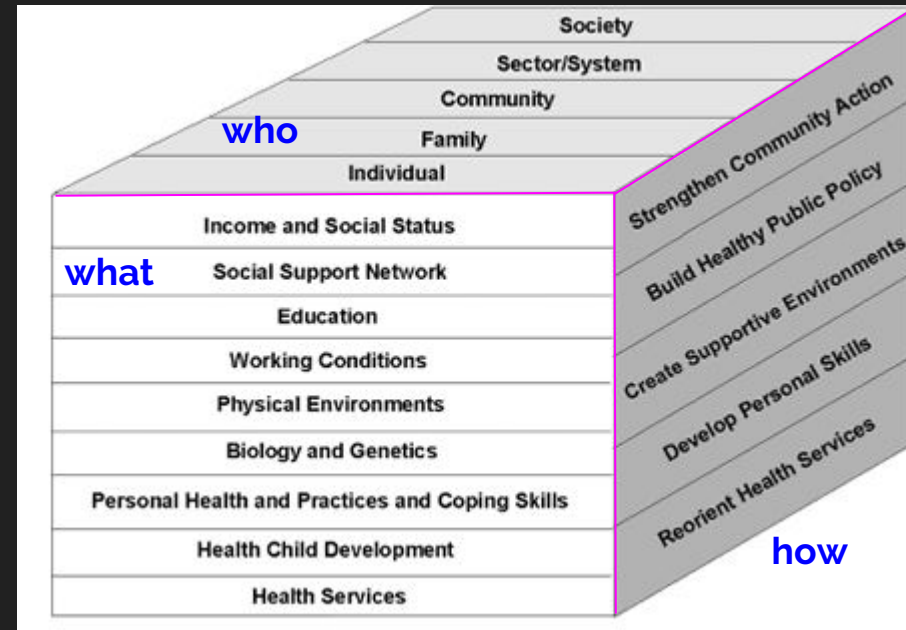 Society
Sector/System
Community
who
Family
Individual
Income and Social Status
what
Social Support Network
Education
Working Conditions
Physical Environments
Biology and Genetics
Personal Health and Practices and Coping Skills
Health Child Development
Health Services
Strengthen Community Action
Build Healthy Public Policy
Create Supportive Environments
Develop Personal Skills
Reorient Health Services
how